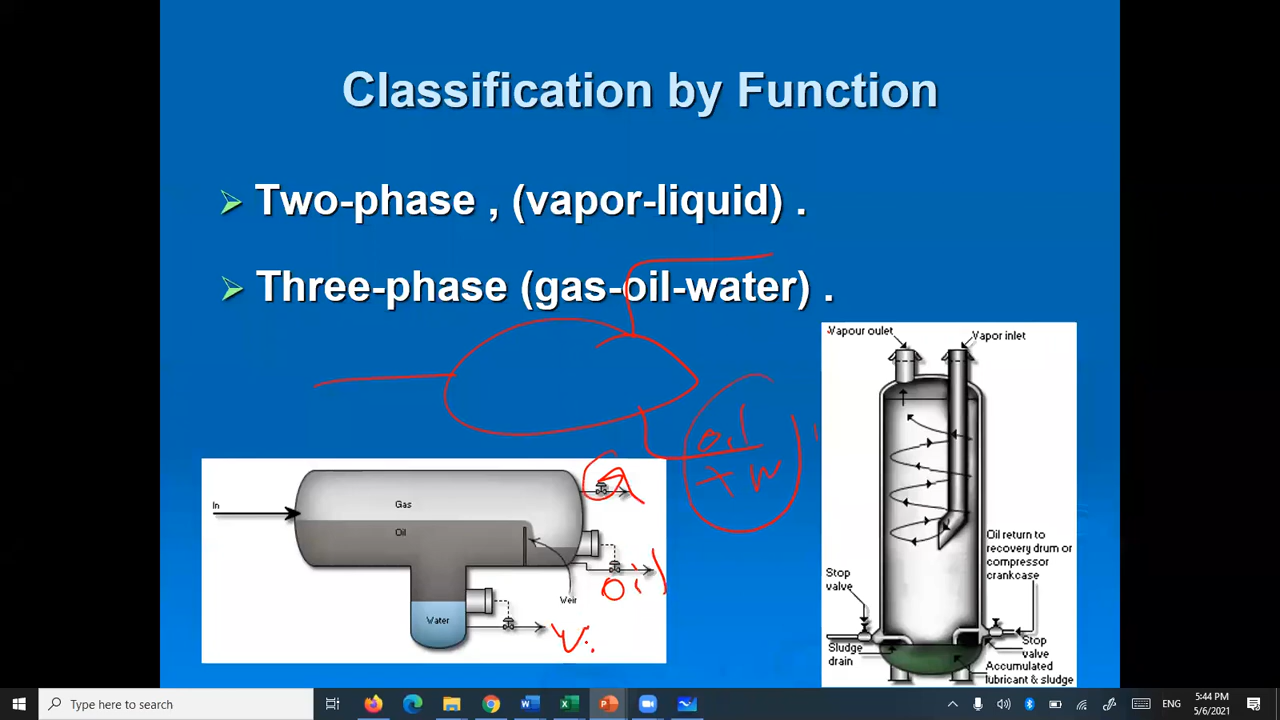 Classification by Function
Two-phase , (vapor-liquid) .
Three-phase (gas-oil-water) .
Vapour oulet
Vapor inlet
oil
+ W
In
Gas
G
Oil
Oil return to
recovery drum or
compressor
crankcase
Stop
valve
oil
Weir
Water
W
Sludge
drain
Stop
valve
Accumulated
lubricant & sludge
Type here to search
ENG
5:44 PM
5/6/2021